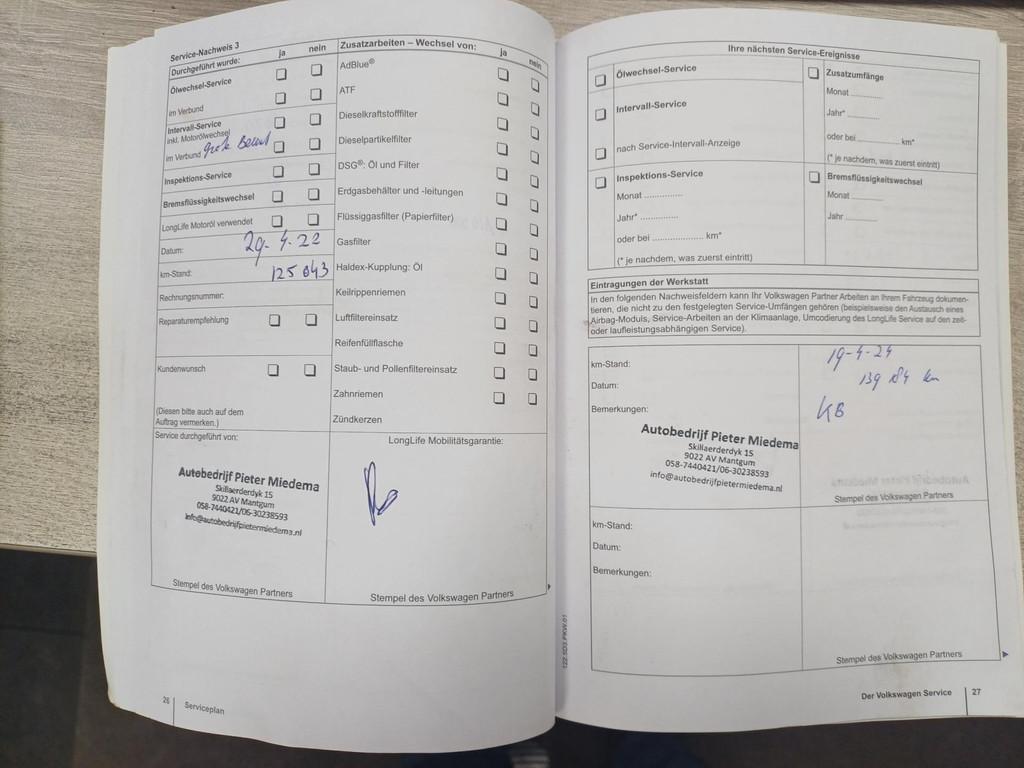 Service-Nachweis 3
ja nein
Durchgeführt wurde:
Ölwechsel-Service
im Verbund
Intervall-Service
inkl. Motorölwechsel
im Verbund
Inspektions-Service
Bremsflüssigkeitswechsel
LongLife Motoröl verwendet
Datum: 29-4-22
km-Stand: 125 843
Rechnungsnummer:
Reparaturempfehlung
Kundenwunsch
(Diesen bitte auch auf dem
Auftrag vermerken.)
Service durchgeführt von:
Autobedrijf Pieter Miedema
Skillaerderdyk 15
9022 AV Mantgum
058-7440421/06-30238593
info@autobedrijfpietermiedema.nl
Stempel des Volkswagen Partners
Zusatzarbeiten – Wechsel von: ja nein
AdBlue®
ATF
Dieselkraftstofffilter
Dieselpartikelfilter
DSG®: Öl und Filter
Erdgasbehälter und -leitungen
Flüssiggasfilter (Papierfilter)
Gasfilter
Haldex-Kupplung: Öl
Keilrippenriemen
Luftfiltereinsatz
Reifenfüllflasche
Staub- und Pollenfiltereinsatz
Zahnriemen
Zündkerzen
LongLife Mobilitätsgarantie:
Stempel des Volkswagen Partners
26 Serviceplan
Ihre nächsten Service-Ereignisse
Ölwechsel-Service
Intervall-Service
nach Service-Intervall-Anzeige
Inspektions-Service
Monat ..............
Jahr* ..............
oder bei .................... km*
(* je nachdem, was zuerst eintritt)
Zusatzumfänge
Monat ...........
Jahr* ...........
oder bei .............. km*
(* je nachdem, was zuerst eintritt)
Bremsflüssigkeitswechsel
Monat ...........
Jahr ...........
Eintragungen der Werkstatt
In den folgenden Nachweisfeldern kann Ihr Volkswagen Partner Arbeiten an Ihrem Fahrzeug dokumen-
tieren, die nicht zu den festgelegten Service-Umfängen gehören (beispielsweise den Austausch eines
Airbag-Moduls, Service-Arbeiten an der Klimaanlage, Umcodierung des LongLife Service auf den zeit-
oder laufleistungsabhängigen Service).
km-Stand:
Datum:
Bemerkungen:
19-4-24
139 184 km
KB
Autobedrijf Pieter Miedema
Skillaerderdyk 15
9022 AV Mantgum
058-7440421/06-30238593
info@autobedrijfpietermiedema.nl
Stempel des Volkswagen Partners
km-Stand:
Datum:
Bemerkungen:
Stempel des Volkswagen Partners
122.5D3.PKW.01
Der Volkswagen Service 27